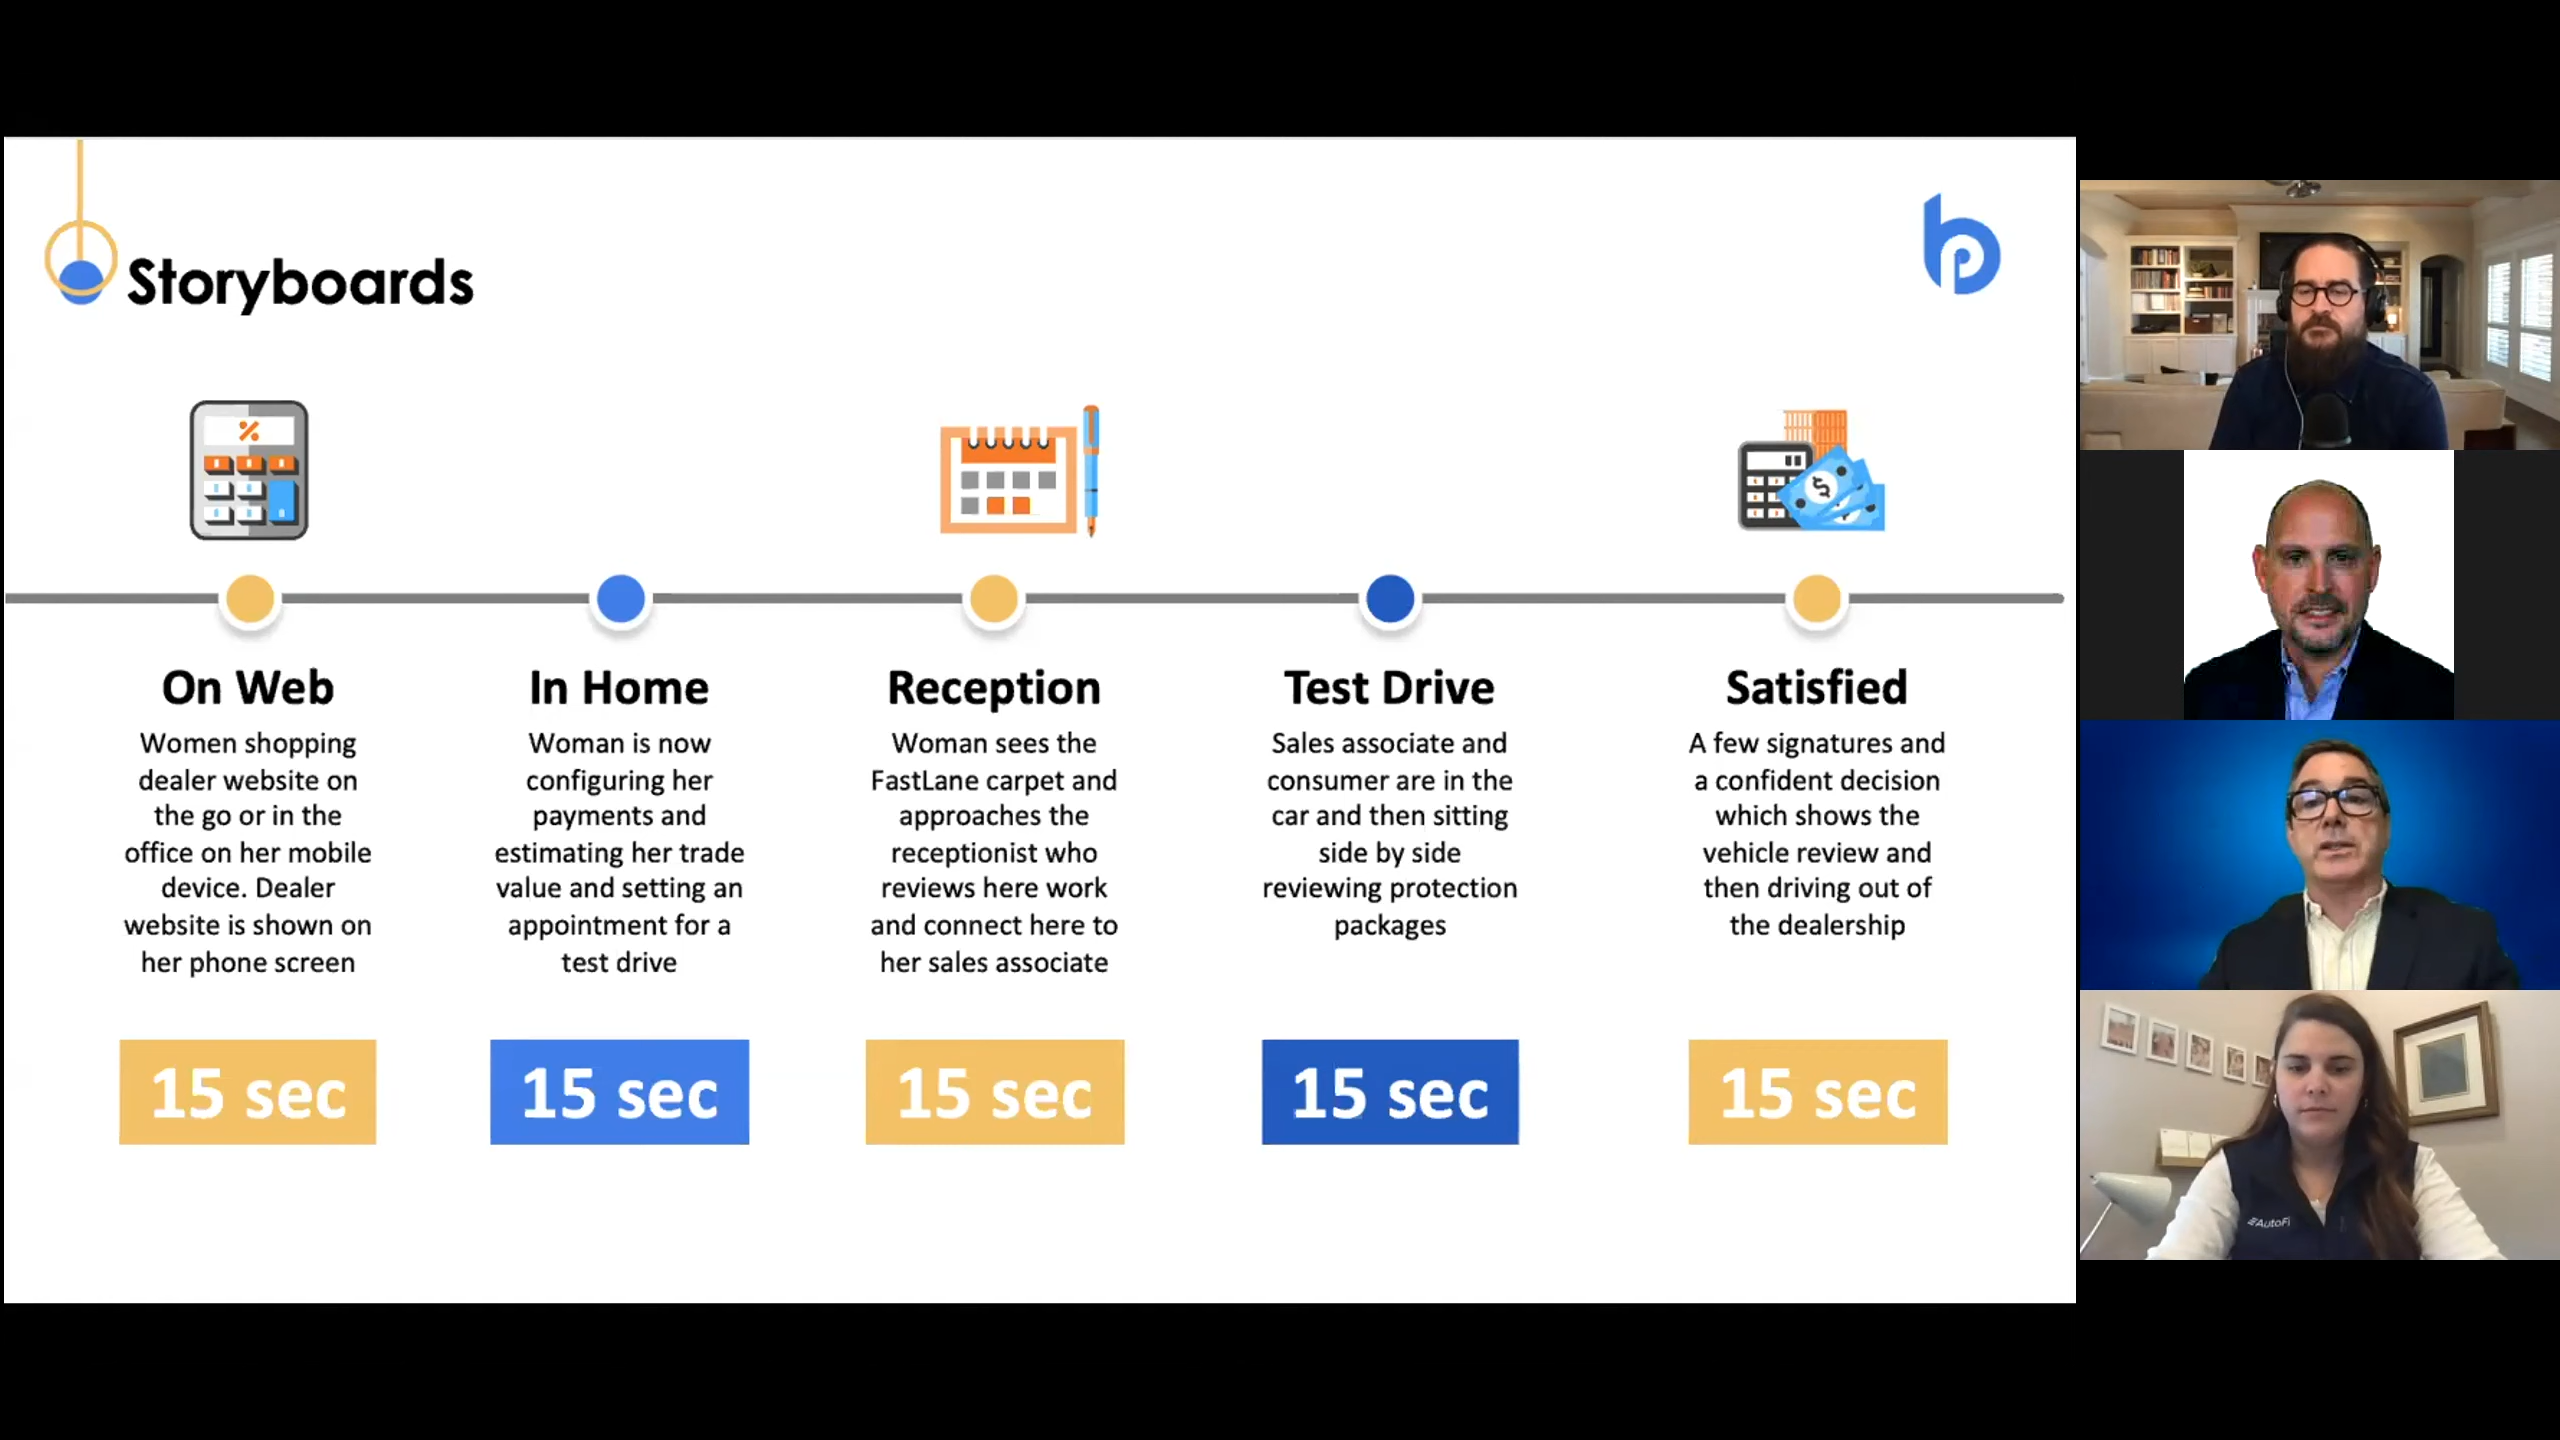 Storyboards
%
$
On Web
Women shopping
dealer website on
the go or in the
office on her mobile
device. Dealer
website is shown on
her phone screen
15 sec
In Home
Woman is now
configuring her
payments and
estimating her trade
value and setting an
appointment for a
test drive
15 sec
Reception
Woman sees the
FastLane carpet and
approaches the
receptionist who
reviews here work
and connect here to
her sales associate
15 sec
Test Drive
Sales associate and
consumer are in the
car and then sitting
side by side
reviewing protection
packages
15 sec
Satisfied
A few signatures and
a confident decision
which shows the
vehicle review and
then driving out of
the dealership
15 sec
AutoFi